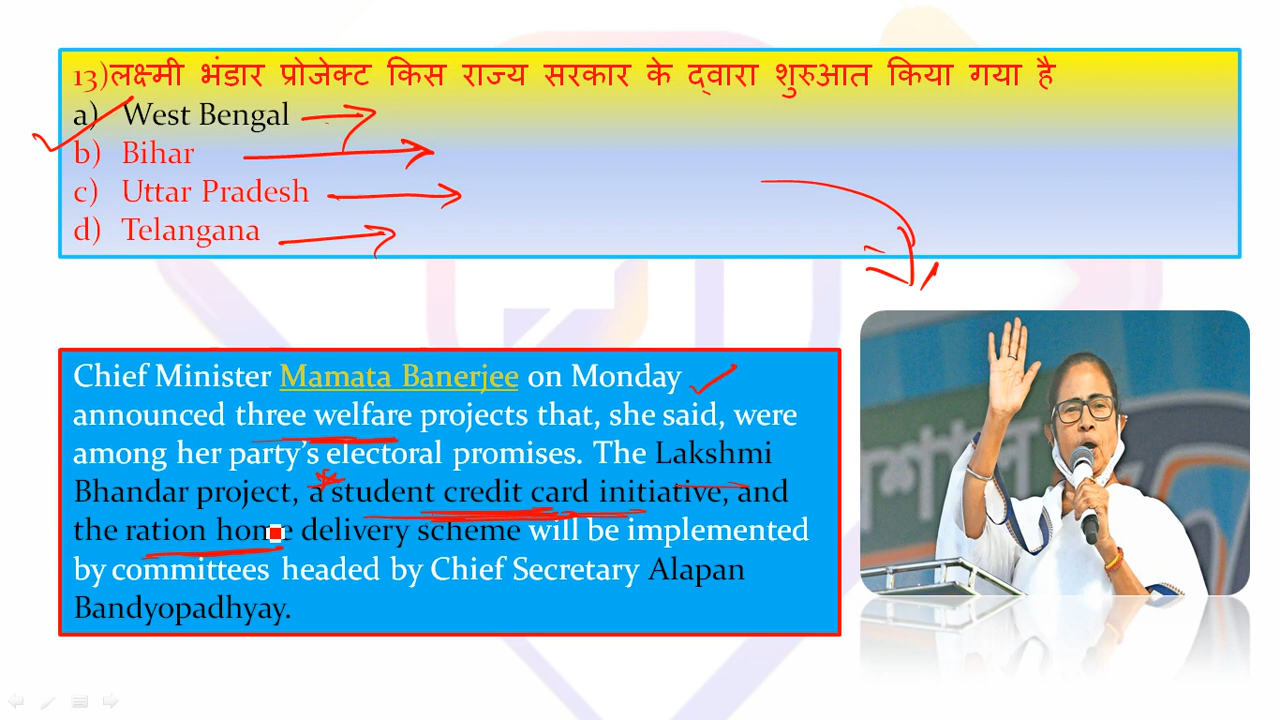 13)लक्ष्मी भंडार प्रोजेक्ट किस राज्य सरकार के द्वारा शुरुआत किया गया है
a) West Bengal
b) Bihar
c) Uttar Pradesh
d) Telangana
Chief Minister Mamata Banerjee on Monday
announced three welfare projects that, she said, were
among her party's electoral promises. The Lakshmi
Bhandar project, a student credit card initiative, and
the ration home delivery scheme will be implemented
by committees headed by Chief Secretary Alapan
Bandyopadhyay.